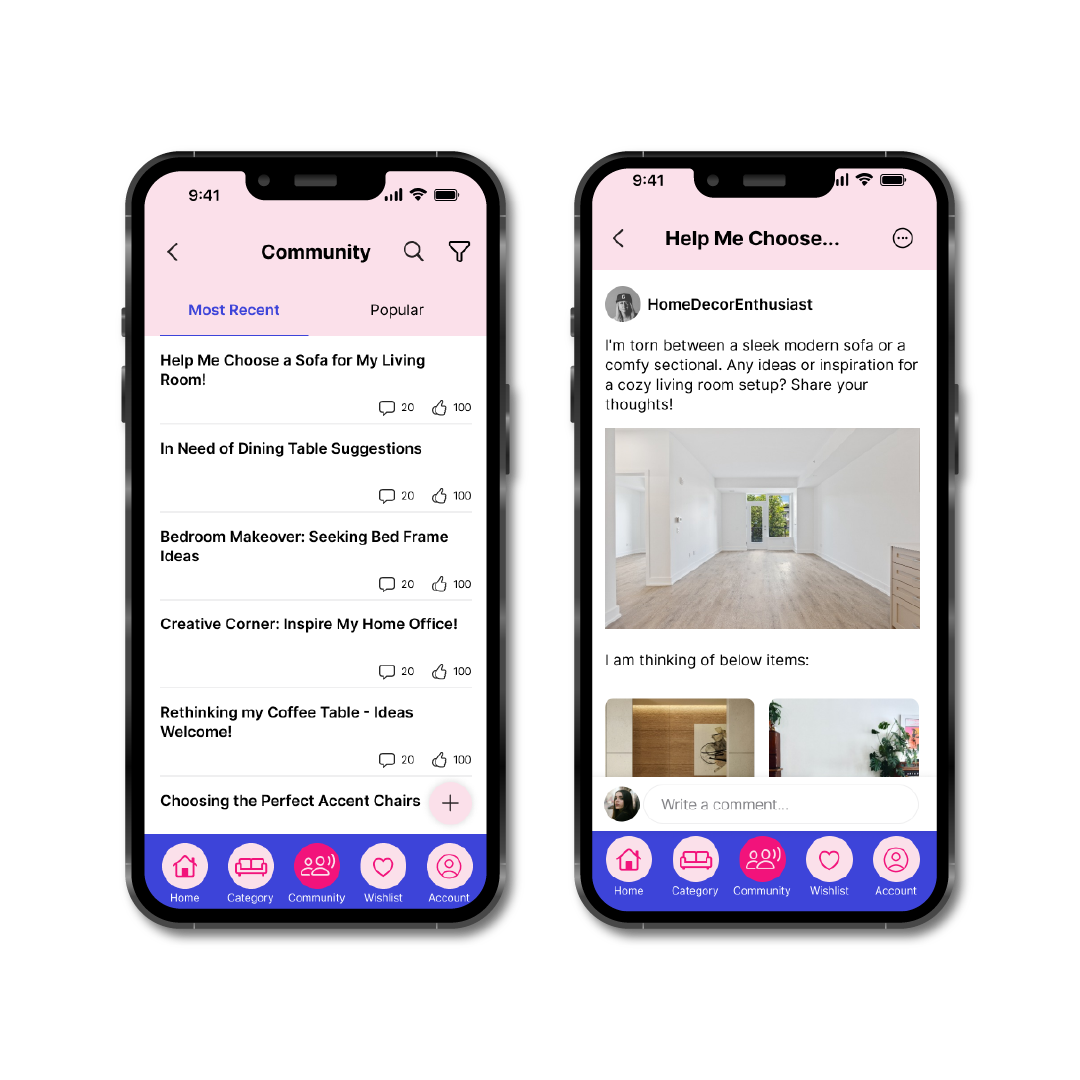 9:41
Community
Most Recent
Popular
Help Me Choose a Sofa for My Living
Room!
20
100
In Need of Dining Table Suggestions
20
100
Bedroom Makeover: Seeking Bed Frame
Ideas
20
100
Creative Corner: Inspire My Home Office!
20
100
Rethinking my Coffee Table - Ideas
Welcome!
20
100
Choosing the Perfect Accent Chairs
Home
Category
Community
Wishlist
Account
9:41
Help Me Choose...
HomeDecorEnthusiast
I'm torn between a sleek modern sofa or a
comfy sectional. Any ideas or inspiration for
a cozy living room setup? Share your
thoughts!
I am thinking of below items:
Write a comment...
Home
Category
Community
Wishlist
Account